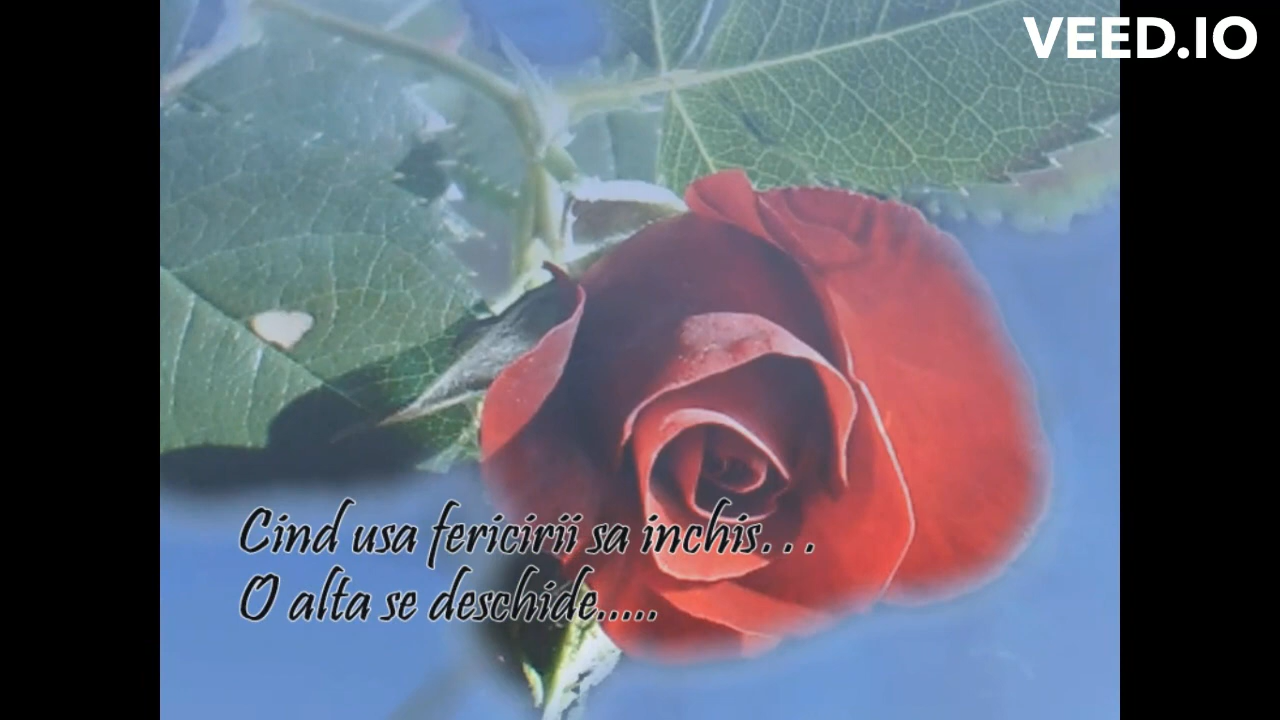 VEED.IO
Cind usa fericirii sa inchis...
O alta se deschide.....